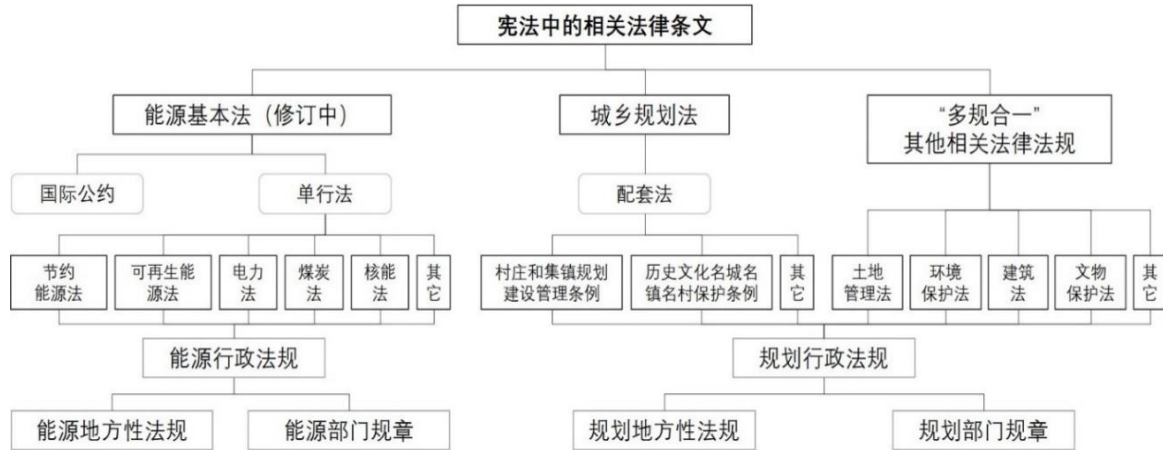 宪法中的相关法律条文
能源基本法（修订中）
城乡规划法
“多规合一”
其他相关法律法规
国际公约
单行法
配套法
节约
能源法
可再生能
源法
电力
法
煤炭
法
核能
法
其
它
村庄和集镇规划
建设管理条例
历史文化名城名
镇名村保护条例
其
它
土地
管理法
环境
保护法
建筑
法
文物
保护法
其
它
能源行政法规
规划行政法规
能源地方性法规
能源部门规章
规划地方性法规
规划部门规章